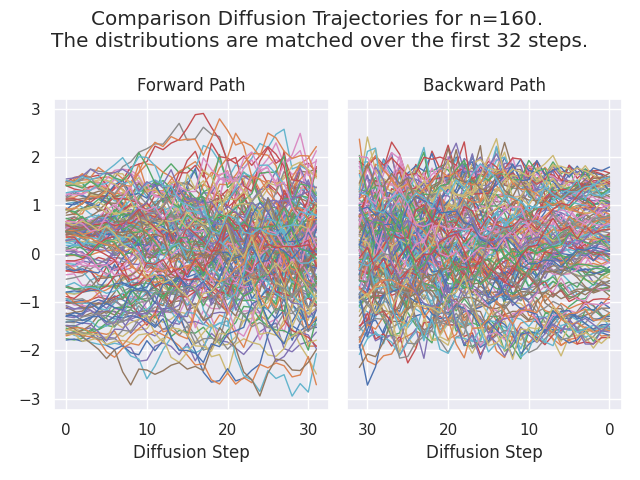 Comparison Diffusion Trajectories for n=160.
The distributions are matched over the first 32 steps.
Forward Path
Backward Path
3
2
1
0
−1
−2
−3
0
10
20
30
30
20
10
0
Diffusion Step
Diffusion Step